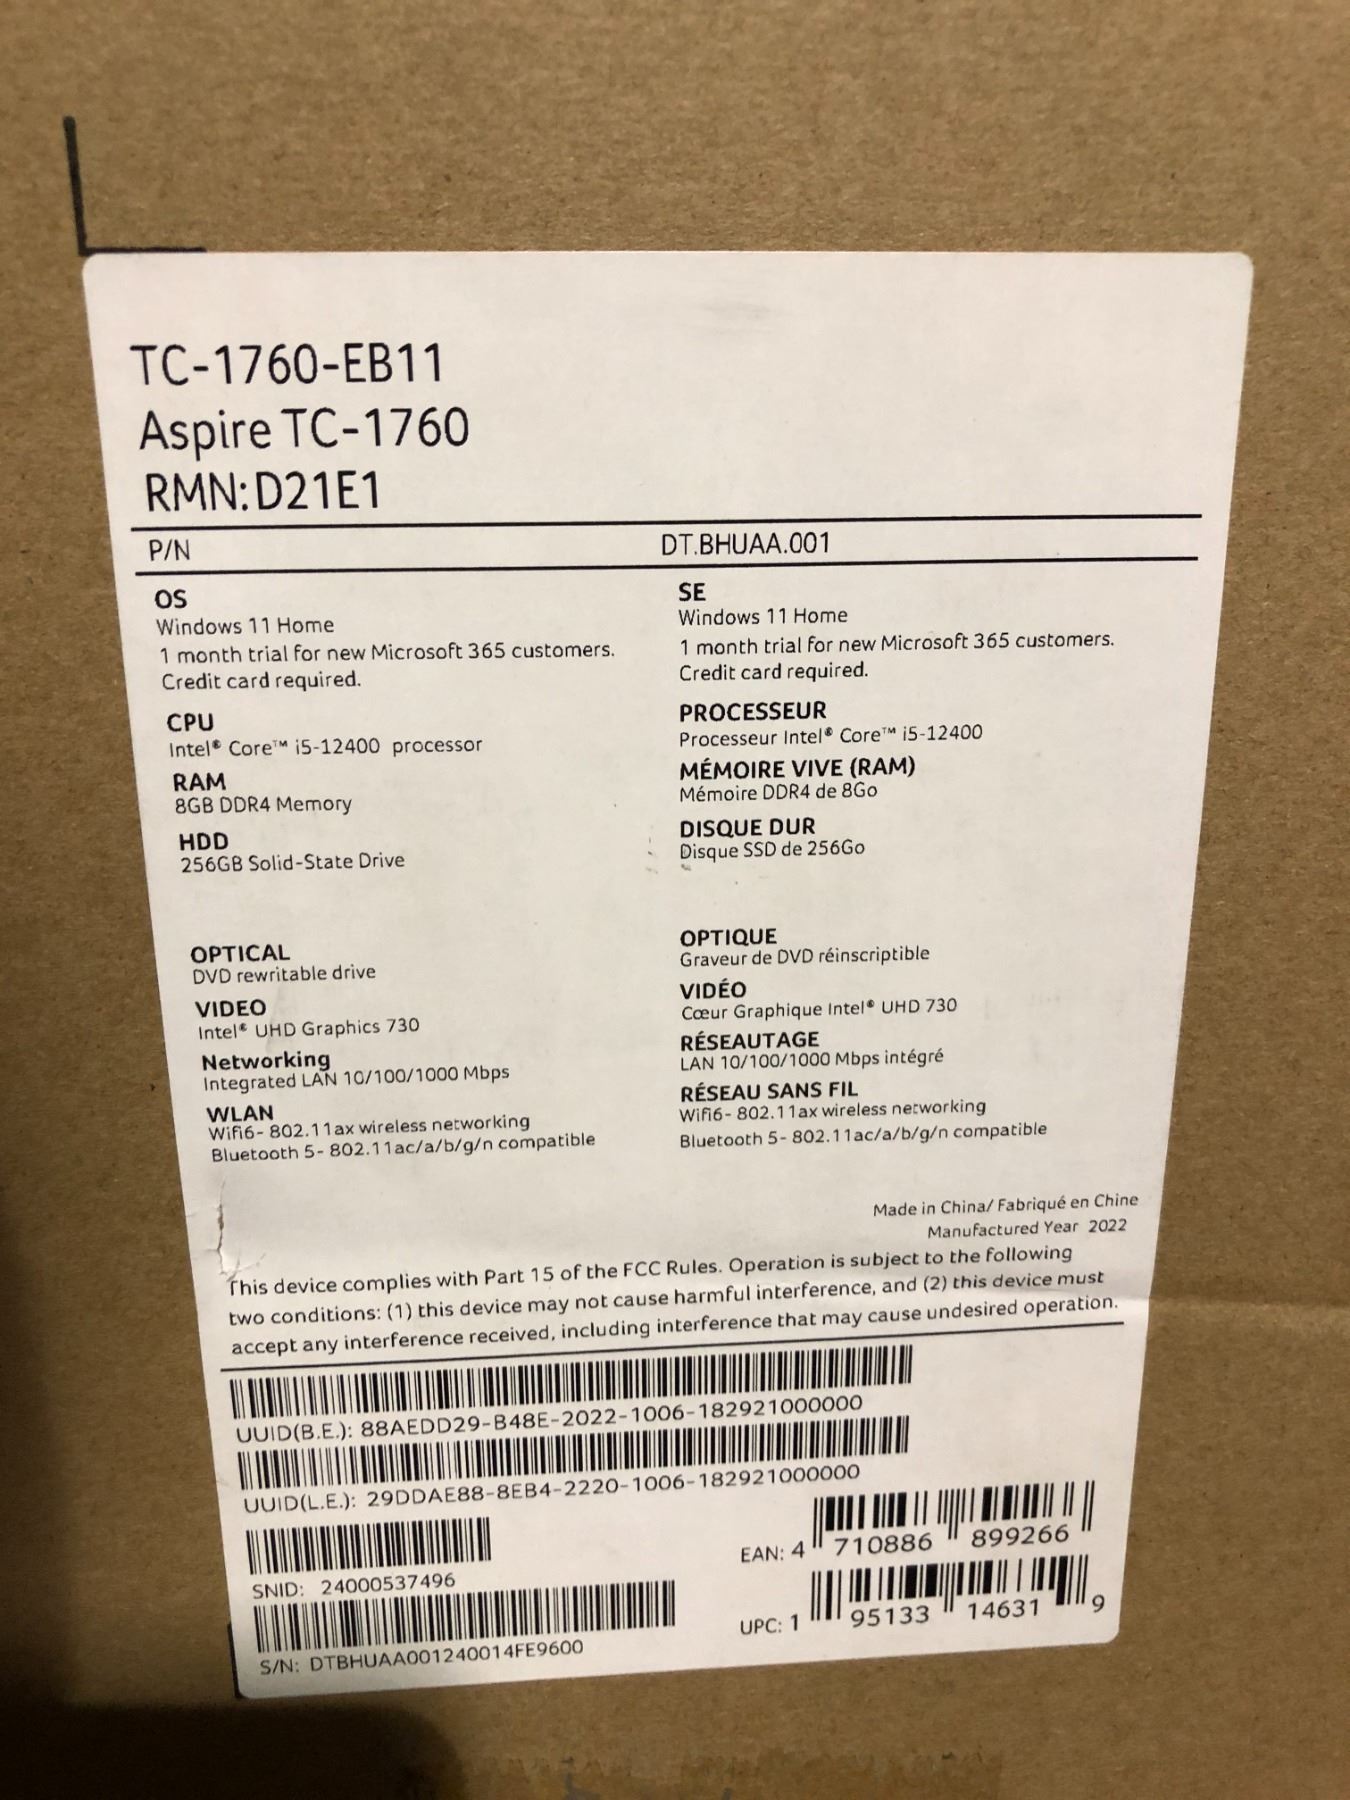 TC-1760-EB11
Aspire TC-1760
RMN:D21E1
P/N DT.BHUAA.001
OS
Windows 11 Home
1 month trial for new Microsoft 365 customers.
Credit card required.
CPU
Intel® Core™ i5-12400 processor
RAM
8GB DDR4 Memory
HDD
256GB Solid-State Drive
OPTICAL
DVD rewritable drive
VIDEO
Intel® UHD Graphics 730
Networking
Integrated LAN 10/100/1000 Mbps
WLAN
Wifi6- 802.11ax wireless networking
Bluetooth 5- 802.11ac/a/b/g/n compatible
SE
Windows 11 Home
1 month trial for new Microsoft 365 customers.
Credit card required.
PROCESSEUR
Processeur Intel® Core™ i5-12400
MÉMOIRE VIVE (RAM)
Mémoire DDR4 de 8Go
DISQUE DUR
Disque SSD de 256Go
OPTIQUE
Graveur de DVD réinscriptible
VIDÉO
Cœur Graphique Intel® UHD 730
RÉSEAUTAGE
LAN 10/100/1000 Mbps intégré
RÉSEAU SANS FIL
Wifi6- 802.11ax wireless networking
Bluetooth 5- 802.11ac/a/b/g/n compatible
Made in China/ Fabriqué en Chine
Manufactured Year 2022
This device complies with Part 15 of the FCC Rules. Operation is subject to the following
two conditions: (1) this device may not cause harmful interference, and (2) this device must
accept any interference received, including interference that may cause undesired operation.
UUID(B.E.): 88AEDD29-B48E-2022-1006-182921000000
UUID(L.E.): 29DDAE88-8EB4-2220-1006-182921000000
SNID: 24000537496
S/N: DTBHUAA001240014FE9600
EAN: 4 710886 899266
UPC: 1 95133 14631 9